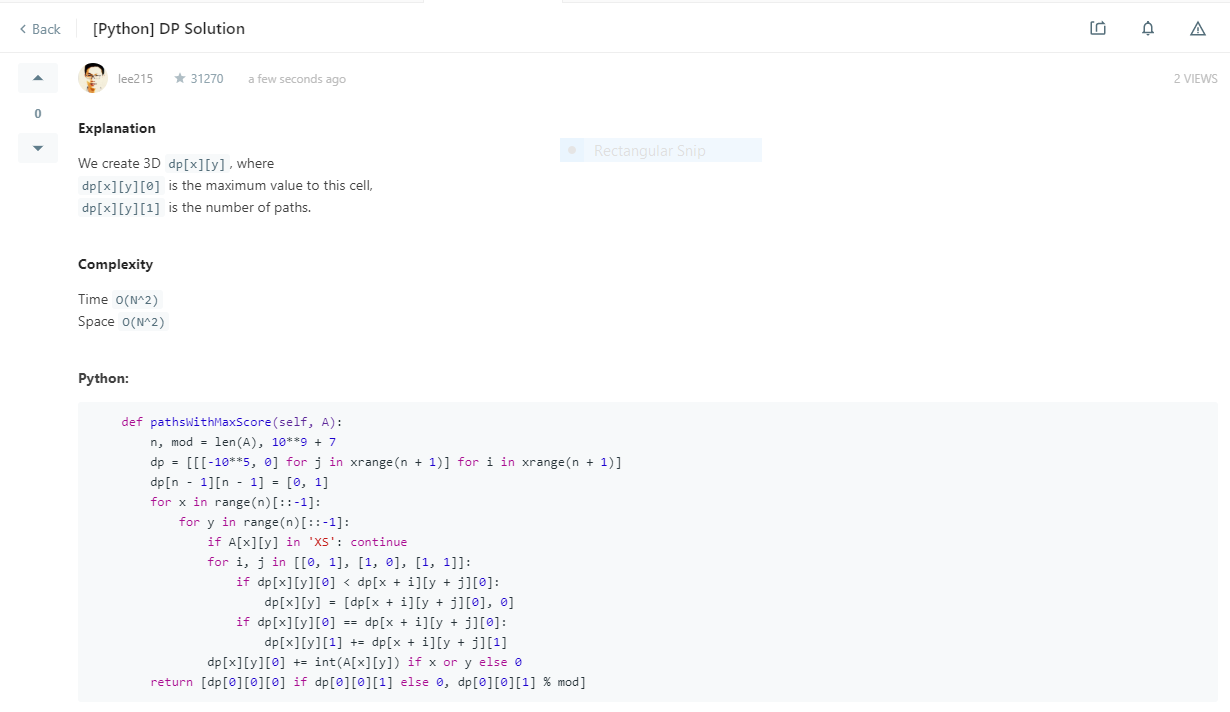 Back
[Python] DP Solution
lee215 31270 a few seconds ago 2 VIEWS
0
Explanation
Rectangular Snip
We create 3D dp[x][y] , where
dp[x][y][0] is the maximum value to this cell,
dp[x][y][1] is the number of paths.
Complexity
Time O(N^2)
Space O(N^2)
Python:
def pathsWithMaxScore(self, A):
    n, mod = len(A), 10**9 + 7
    dp = [[[-10**5, 0] for j in xrange(n + 1)] for i in xrange(n + 1)]
    dp[n - 1][n - 1] = [0, 1]
    for x in range(n)[::-1]:
        for y in range(n)[::-1]:
            if A[x][y] in 'XS': continue
            for i, j in [[0, 1], [1, 0], [1, 1]]:
                if dp[x][y][0] < dp[x + i][y + j][0]:
                    dp[x][y] = [dp[x + i][y + j][0], 0]
                if dp[x][y][0] == dp[x + i][y + j][0]:
                    dp[x][y][1] += dp[x + i][y + j][1]
            dp[x][y][0] += int(A[x][y]) if x or y else 0
    return [dp[0][0][0] if dp[0][0][1] else 0, dp[0][0][1] % mod]